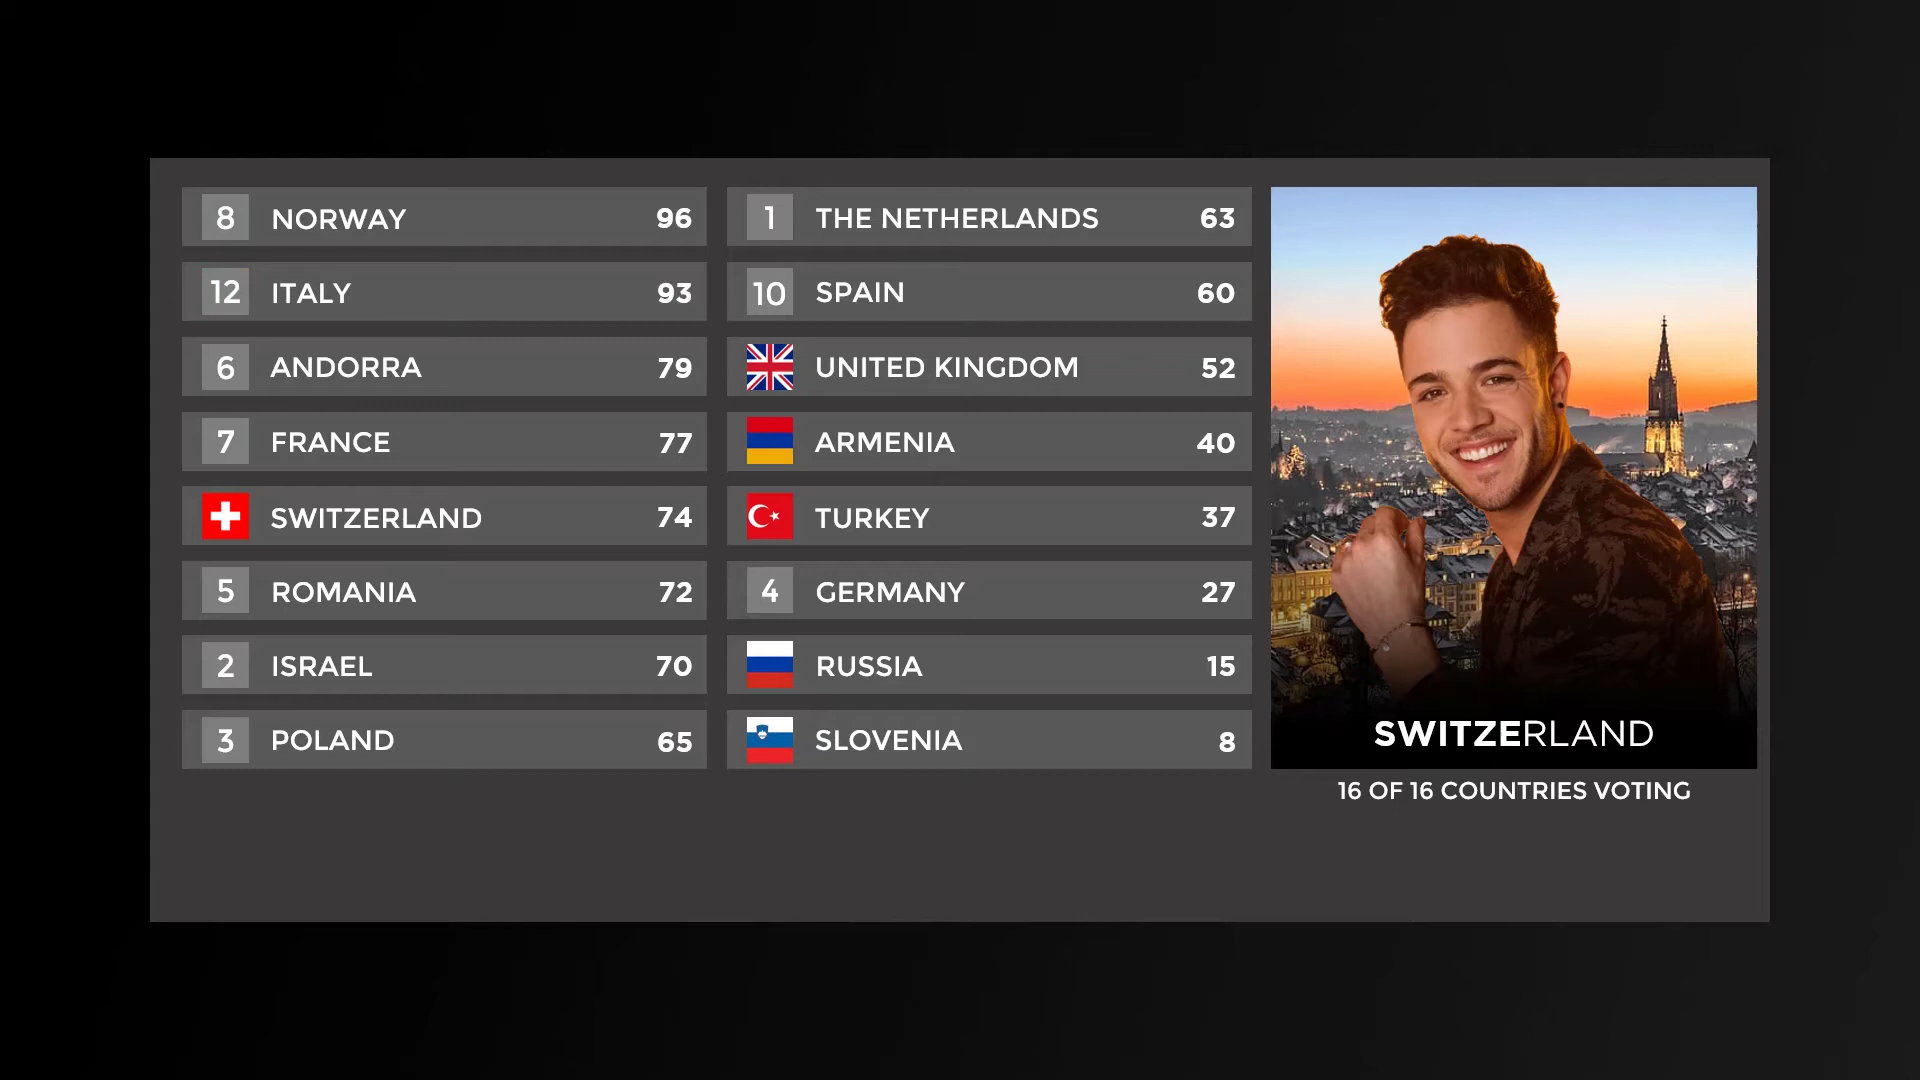 8 NORWAY 96
12 ITALY 93
6 ANDORRA 79
7 FRANCE 77
SWITZERLAND 74
5 ROMANIA 72
2 ISRAEL 70
3 POLAND 65
1 THE NETHERLANDS 63
10 SPAIN 60
UNITED KINGDOM 52
ARMENIA 40
TURKEY 37
4 GERMANY 27
RUSSIA 15
SLOVENIA 8
SWITZERLAND
16 OF 16 COUNTRIES VOTING